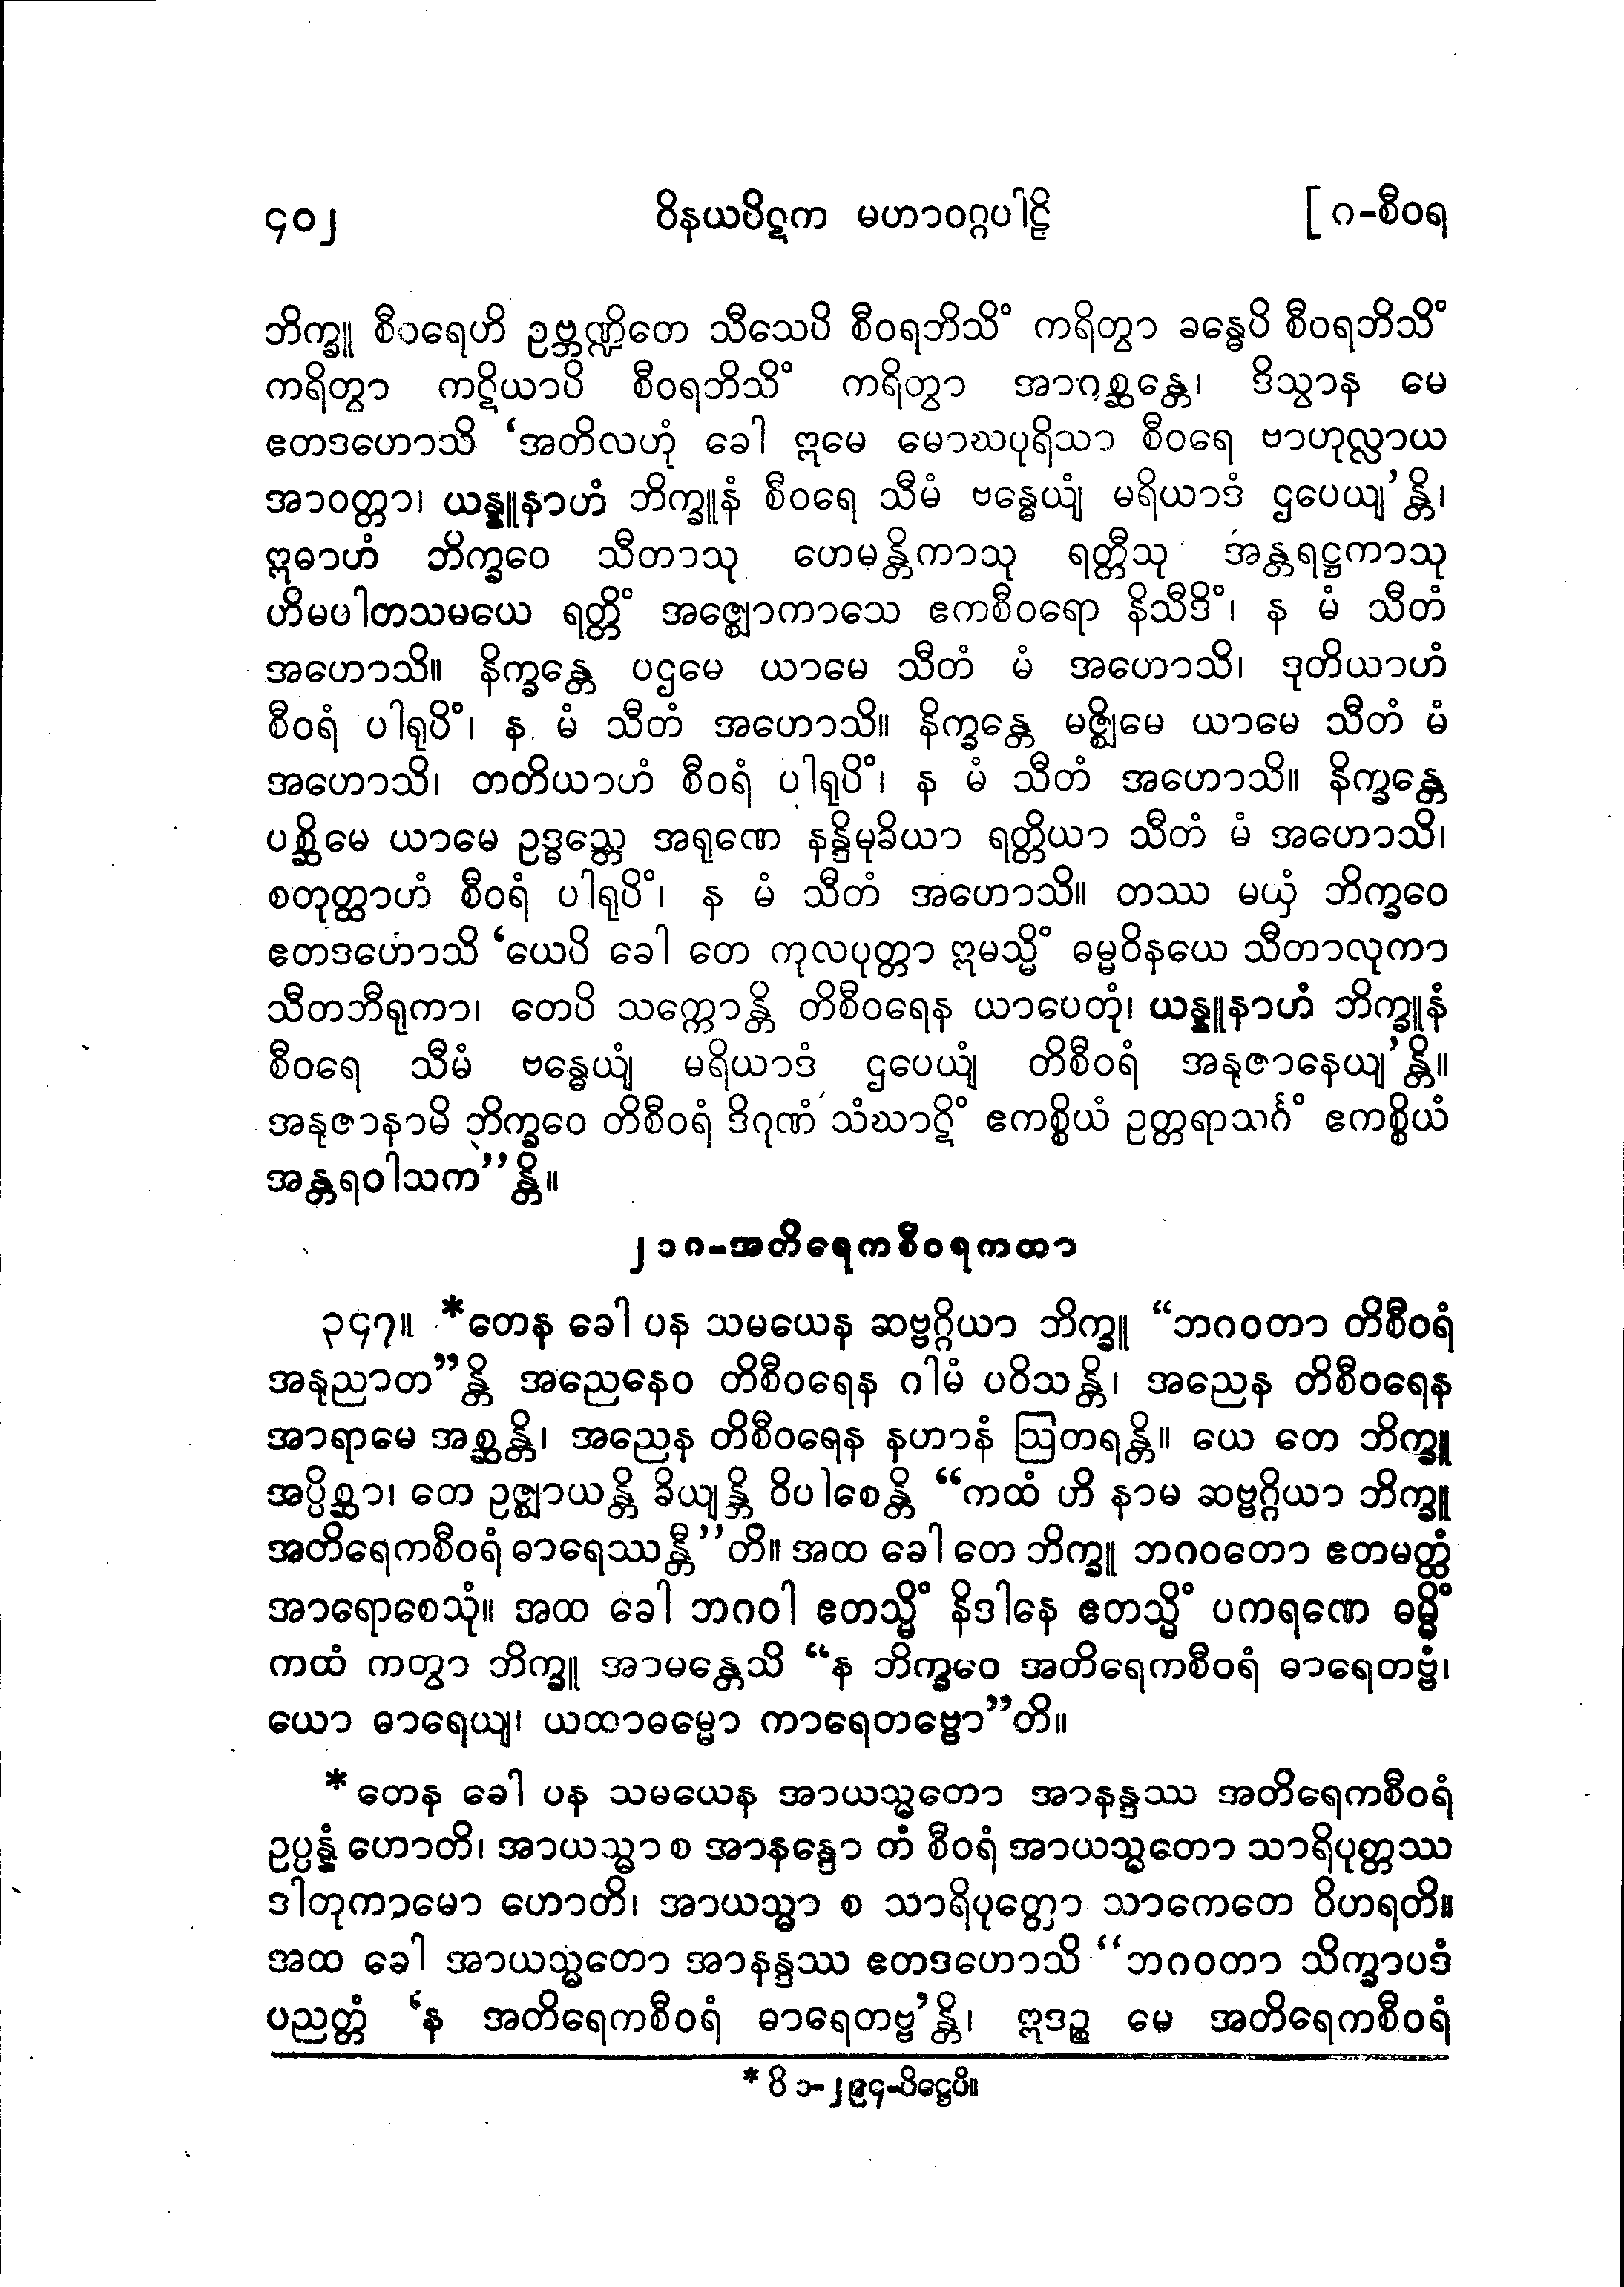 ၄၀၂ ဝိနယပိဋက မဟာဝဂ္ဂပါဠိ [ ဂ-စီဝရ
ဘိက္ခူ စီဝရေဟိ ဥဗ္ဘဏ္ဍိတေ သီသေပိ စီဝရဘိသိံ ကရိတွာ ခန္ဓေပိ စီဝရဘိသိံ
ကရိတွာ ကဋိယာပိ စီဝရဘိသိံ ကရိတွာ အာဂစ္ဆန္တေ၊ ဒိသွာန မေ
ဧတဒဟောသိ ‘အတိလဟုံ ခေါ ဣမေ မောဃပုရိသာ စီဝရေ ဗာဟုလ္လာယ
အာဝတ္တာ၊ ယန္နူနာဟံ ဘိက္ခူနံ စီဝရေ သီမံ ဗန္ဓေယျံ မရိယာဒံ ဌပေယျ’န္တိ၊
ဣဓာဟံ ဘိက္ခဝေ သီတာသု ဟေမန္တိကာသု ရတ္တီသု အန္တရဋ္ဌကာသု
ဟိမပါတသမယေ ရတ္တိံ အဇ္ဈောကာသေ ဧကစီဝရော နိသီဒိံ၊ န မံ သီတံ
အဟောသိ။ နိက္ခန္တေ ပဌမေ ယာမေ သီတံ မံ အဟောသိ၊ ဒုတိယာဟံ
စီဝရံ ပါရုပိံ၊ န မံ သီတံ အဟောသိ။ နိက္ခန္တေ မဇ္ဈိမေ ယာမေ သီတံ မံ
အဟောသိ၊ တတိယာဟံ စီဝရံ ပါရုပိံ၊ န မံ သီတံ အဟောသိ။ နိက္ခန္တေ
ပစ္ဆိမေ ယာမေ ဥဒ္ဓသ္တေ အရုဏေ နန္ဒိမုခိယာ ရတ္တိယာ သီတံ မံ အဟောသိ၊
စတုတ္ထာဟံ စီဝရံ ပါရုပိံ၊ န မံ သီတံ အဟောသိ။ တဿ မယှံ ဘိက္ခဝေ
ဧတဒဟောသိ ‘ယေပိ ခေါ တေ ကုလပုတ္တာ ဣမသ္မိံ ဓမ္မဝိနယေ သီတာလုကာ
သီတဘီရုကာ၊ တေပိ သက္ကောန္တိ တိစီဝရေန ယာပေတုံ၊ ယန္နူနာဟံ ဘိက္ခူနံ
စီဝရေ သီမံ ဗန္ဓေယျံ မရိယာဒံ ဌပေယျံ တိစီဝရံ အနုဇာနေယျ’န္တိ။
အနုဇာနာမိ ဘိက္ခဝေ တိစီဝရံ ဒိဂုဏံ သံဃာဋိံ ဧကစ္စိယံ ဥတ္တရာသင်္ဂံ ဧကစ္စိယံ
အန္တရဝါသက”န္တိ။
၂၁၈-အတိရေကစီဝရကထာ
၃၄၇။ *တေန ခေါ ပန သမယေန ဆဗ္ဗဂ္ဂိယာ ဘိက္ခူ “ဘဂဝတာ တိစီဝရံ
အနုညာတ”န္တိ အညေနေဝ တိစီဝရေန ဂါမံ ပဝိသန္တိ၊ အညေန တိစီဝရေန
အာရာမေ အစ္ဆန္တိ၊ အညေန တိစီဝရေန နဟာနံ ဩတရန္တိ။ ယေ တေ ဘိက္ခူ
အပ္ပိစ္ဆာ၊ တေ ဥဇ္ဈာယန္တိ ခိယျန္တိ ဝိပါစေန္တိ “ကထံ ဟိ နာမ ဆဗ္ဗဂ္ဂိယာ ဘိက္ခူ
အတိရေကစီဝရံ ဓာရေဿန္တီ”တိ။ အထ ခေါ တေ ဘိက္ခူ ဘဂဝတော ဧတမတ္ထံ
အာရောစေသုံ။ အထ ခေါ ဘဂဝါ ဧတသ္မိံ နိဒါနေ ဧတသ္မိံ ပကရဏေ ဓမ္မိံ
ကထံ ကတွာ ဘိက္ခူ အာမန္တေသိ “န ဘိက္ခဝေ အတိရေကစီဝရံ ဓာရေတဗ္ဗံ၊
ယော ဓာရေယျ၊ ယထာဓမ္မော ကာရေတဗ္ဗော”တိ။
*တေန ခေါ ပန သမယေန အာယသ္မတော အာနန္ဒဿ အတိရေကစီဝရံ
ဥပ္ပန္နံ ဟောတိ၊ အာယသ္မာ စ အာနန္ဒော တံ စီဝရံ အာယသ္မတော သာရိပုတ္တဿ
ဒါတုကာမော ဟောတိ၊ အာယသ္မာ စ သာရိပုတ္တော သာကေတေ ဝိဟရတိ။
အထ ခေါ အာယသ္မတော အာနန္ဒဿ ဧတဒဟောသိ “ဘဂဝတာ သိက္ခာပဒံ
ပညတ္တံ ‘န အတိရေကစီဝရံ ဓာရေတဗ္ဗ’န္တိ၊ ဣဒဉ္စ မေ အတိရေကစီဝရံ
* ဝိ ၁-၂၉၄-ပိဋ္ဌေပိ။